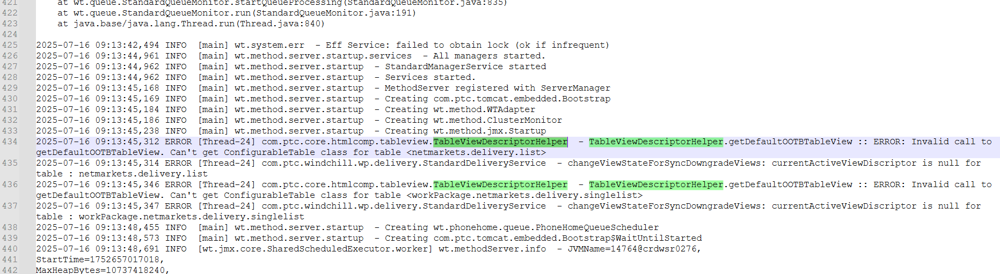 421 at wt.queue.StandardQueueMonitor.startQueueProcessing(StandardQueueMonitor.java:835)
422 at wt.queue.StandardQueueMonitor.run(StandardQueueMonitor.java:191)
423 at java.base/java.lang.Thread.run(Thread.java:840)
424
425 2025-07-16 09:13:42,494 INFO [main] wt.system.err - Eff Service: failed to obtain lock (ok if infrequent)
426 2025-07-16 09:13:44,961 INFO [main] wt.method.server.startup.services - All managers started.
427 2025-07-16 09:13:44,962 INFO [main] wt.method.server.startup - StandardManagerService started
428 2025-07-16 09:13:44,962 INFO [main] wt.method.server.startup - Services started.
429 2025-07-16 09:13:45,168 INFO [main] wt.method.server.startup - MethodServer registered with ServerManager
430 2025-07-16 09:13:45,169 INFO [main] wt.method.server.startup - Creating com.ptc.tomcat.embedded.Bootstrap
431 2025-07-16 09:13:45,184 INFO [main] wt.method.server.startup - Creating wt.method.WTAdapter
432 2025-07-16 09:13:45,186 INFO [main] wt.method.server.startup - Creating wt.method.ClusterMonitor
433 2025-07-16 09:13:45,238 INFO [main] wt.method.server.startup - Creating wt.method.jmx.Startup
434 2025-07-16 09:13:45,312 ERROR [Thread-24] com.ptc.core.htmlcomp.tableview.TableViewDescriptorHelper - TableViewDescriptorHelper.getDefaultOOTBTableView :: ERROR: Invalid call to
getDefaultOOTBTableView. Can't get ConfigurableTable class for table <netmarkets.delivery.list>
435 2025-07-16 09:13:45,314 ERROR [Thread-24] com.ptc.windchill.wp.delivery.StandardDeliveryService - changeViewStateForSyncDowngradeViews: currentActiveViewDiscriptor is null for
table : netmarkets.delivery.list
436 2025-07-16 09:13:45,346 ERROR [Thread-24] com.ptc.core.htmlcomp.tableview.TableViewDescriptorHelper - TableViewDescriptorHelper.getDefaultOOTBTableView :: ERROR: Invalid call to
getDefaultOOTBTableView. Can't get ConfigurableTable class for table <workPackage.netmarkets.delivery.singlelist>
437 2025-07-16 09:13:45,347 ERROR [Thread-24] com.ptc.windchill.wp.delivery.StandardDeliveryService - changeViewStateForSyncDowngradeViews: currentActiveViewDiscriptor is null for
table : workPackage.netmarkets.delivery.singlelist
438 2025-07-16 09:13:48,455 INFO [main] wt.method.server.startup - Creating wt.phonehome.queue.PhoneHomeQueueScheduler
439 2025-07-16 09:13:48,573 INFO [main] wt.method.server.startup - Creating com.ptc.tomcat.embedded.Bootstrap$WaitUntilStarted
440 2025-07-16 09:13:48,691 INFO [wt.jmx.core.SharedScheduledExecutor.worker] wt.methodServer.info - JVMName=14764@crdwsr0276,
441 StartTime=1752657017018,
442 MaxHeapBytes=10737418240,